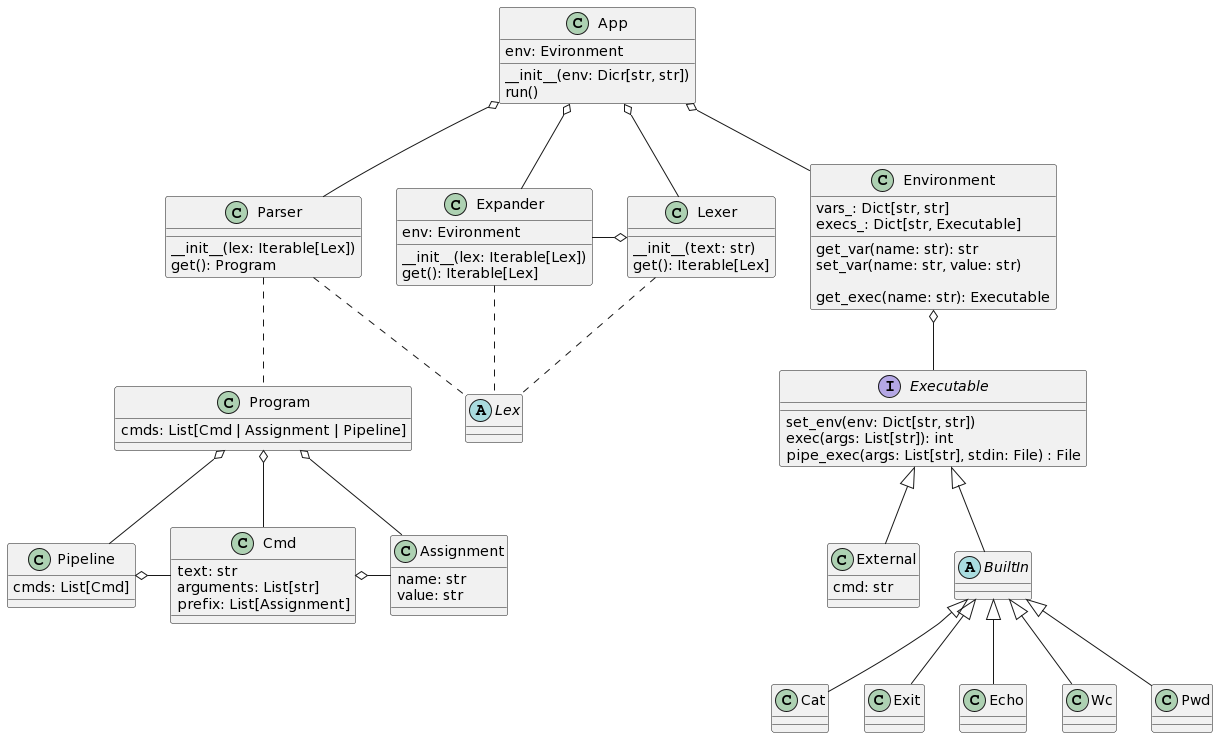 C App
env: Evironment
__init__(env: Dicr[str, str])
run()
C Parser
__init__(lex: Iterable[Lex])
get(): Program
C Expander
env: Evironment
__init__(lex: Iterable[Lex])
get(): Iterable[Lex]
C Lexer
__init__(text: str)
get(): Iterable[Lex]
C Environment
vars_: Dict[str, str]
execs_: Dict[str, Executable]
get_var(name: str): str
set_var(name: str, value: str)
get_exec(name: str): Executable
C Program
cmds: List[Cmd | Assignment | Pipeline]
A Lex
I Executable
set_env(env: Dict[str, str])
exec(args: List[str]): int
pipe_exec(args: List[str], stdin: File) : File
C Pipeline
cmds: List[Cmd]
C Cmd
text: str
arguments: List[str]
prefix: List[Assignment]
C Assignment
name: str
value: str
C External
cmd: str
A BuiltIn
C Cat
C Exit
C Echo
C Wc
C Pwd